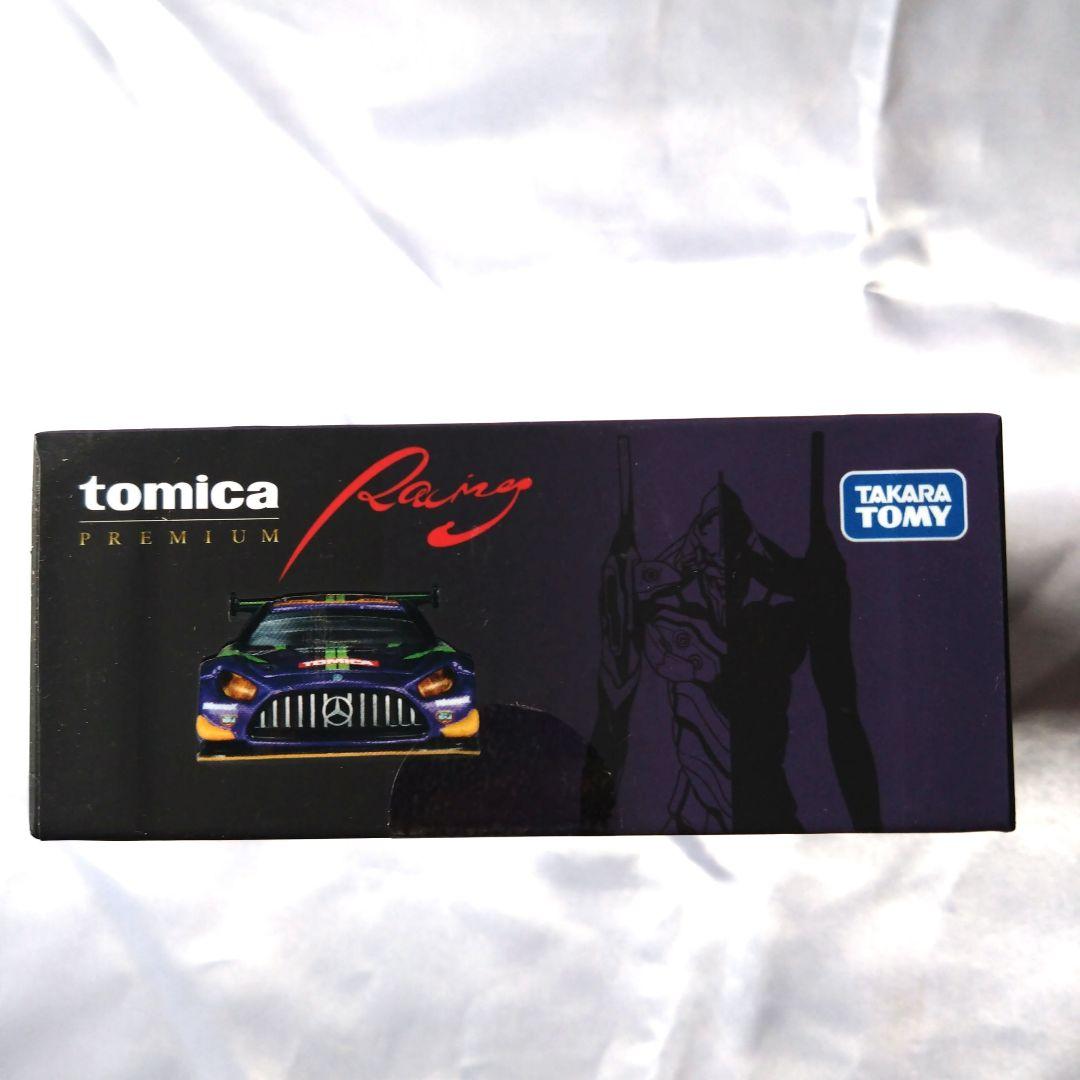 tomica
PREMIUM
Racing
TAKARA
TOMY
TOMICA